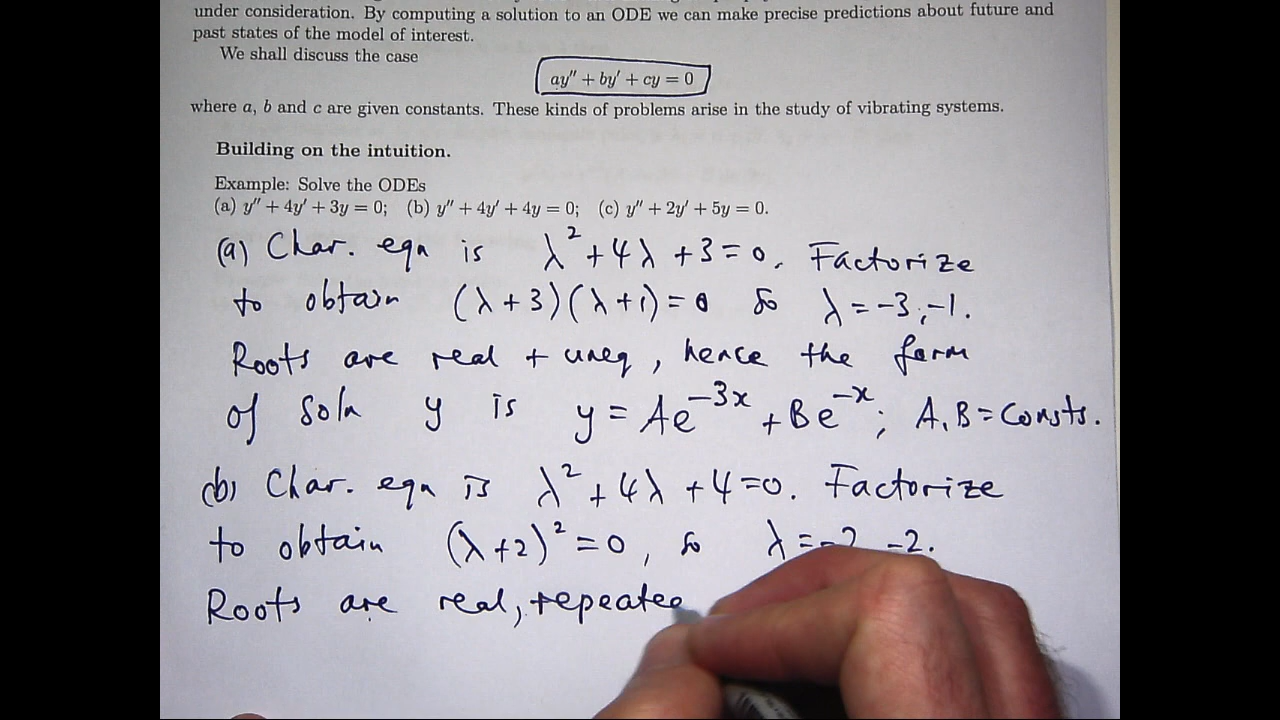 under consideration. By computing a solution to an ODE we can make precise predictions about future and
past states of the model of interest.
We shall discuss the case
ay″ + by′ + cy = 0
where a, b and c are given constants. These kinds of problems arise in the study of vibrating systems.
Building on the intuition.
Example: Solve the ODEs
(a) y″ + 4y′ + 3y = 0; (b) y″ + 4y′ + 4y = 0; (c) y″ + 2y′ + 5y = 0.
(a) Char. eqn is λ² + 4λ + 3 = 0. Factorize
to obtain (λ + 3)(λ + 1) = 0 so λ = -3, -1.
Roots are real + uneq, hence the form
of soln y is y = Ae⁻³ˣ + Be⁻ˣ; A, B = Consts.
(b) Char. eqn is λ² + 4λ + 4 = 0. Factorize
to obtain (λ + 2)² = 0, so λ = -2, -2.
Roots are real, repeate